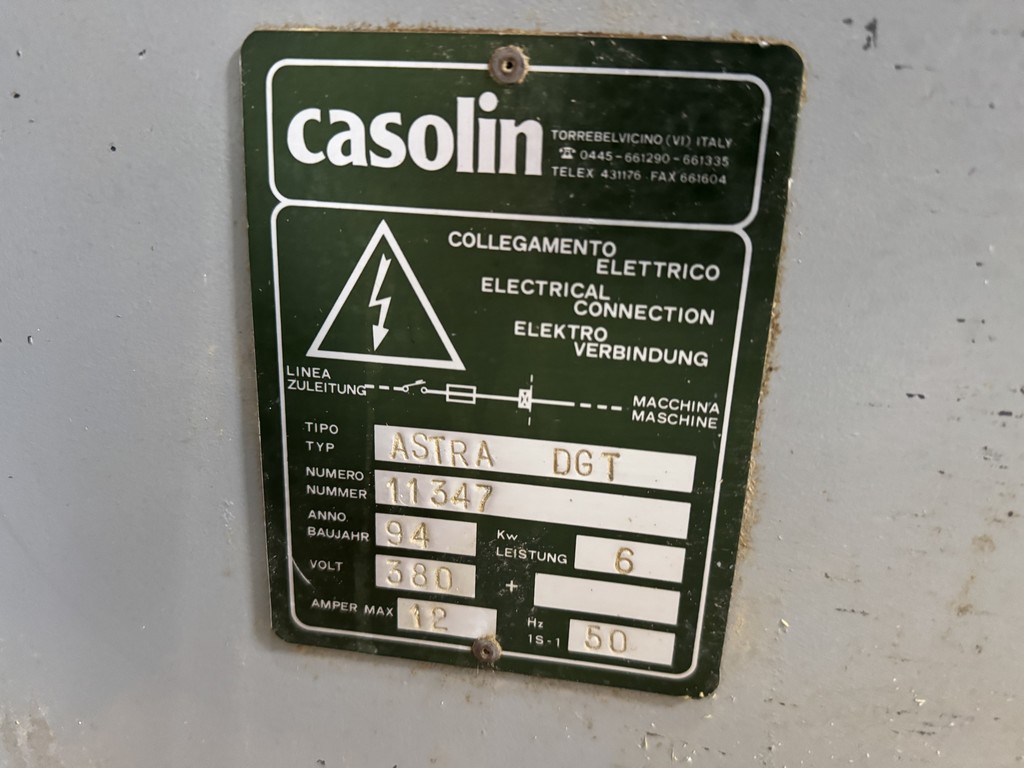 casolin
TORREBELVICINO (VI) ITALY
☎ 0445-661290-661335
TELEX 431176 FAX 661604
COLLEGAMENTO
ELETTRICO
ELECTRICAL
CONNECTION
ELEKTRO
VERBINDUNG
LINEA
ZULEITUNG
MACCHINA
MASCHINE
TIPO
TYP
ASTRA DGT
NUMERO
NUMMER
11347
ANNO
BAUJAHR
94
Kw
LEISTUNG
6
VOLT
380
+
AMPER MAX
12
Hz
1S-1
50